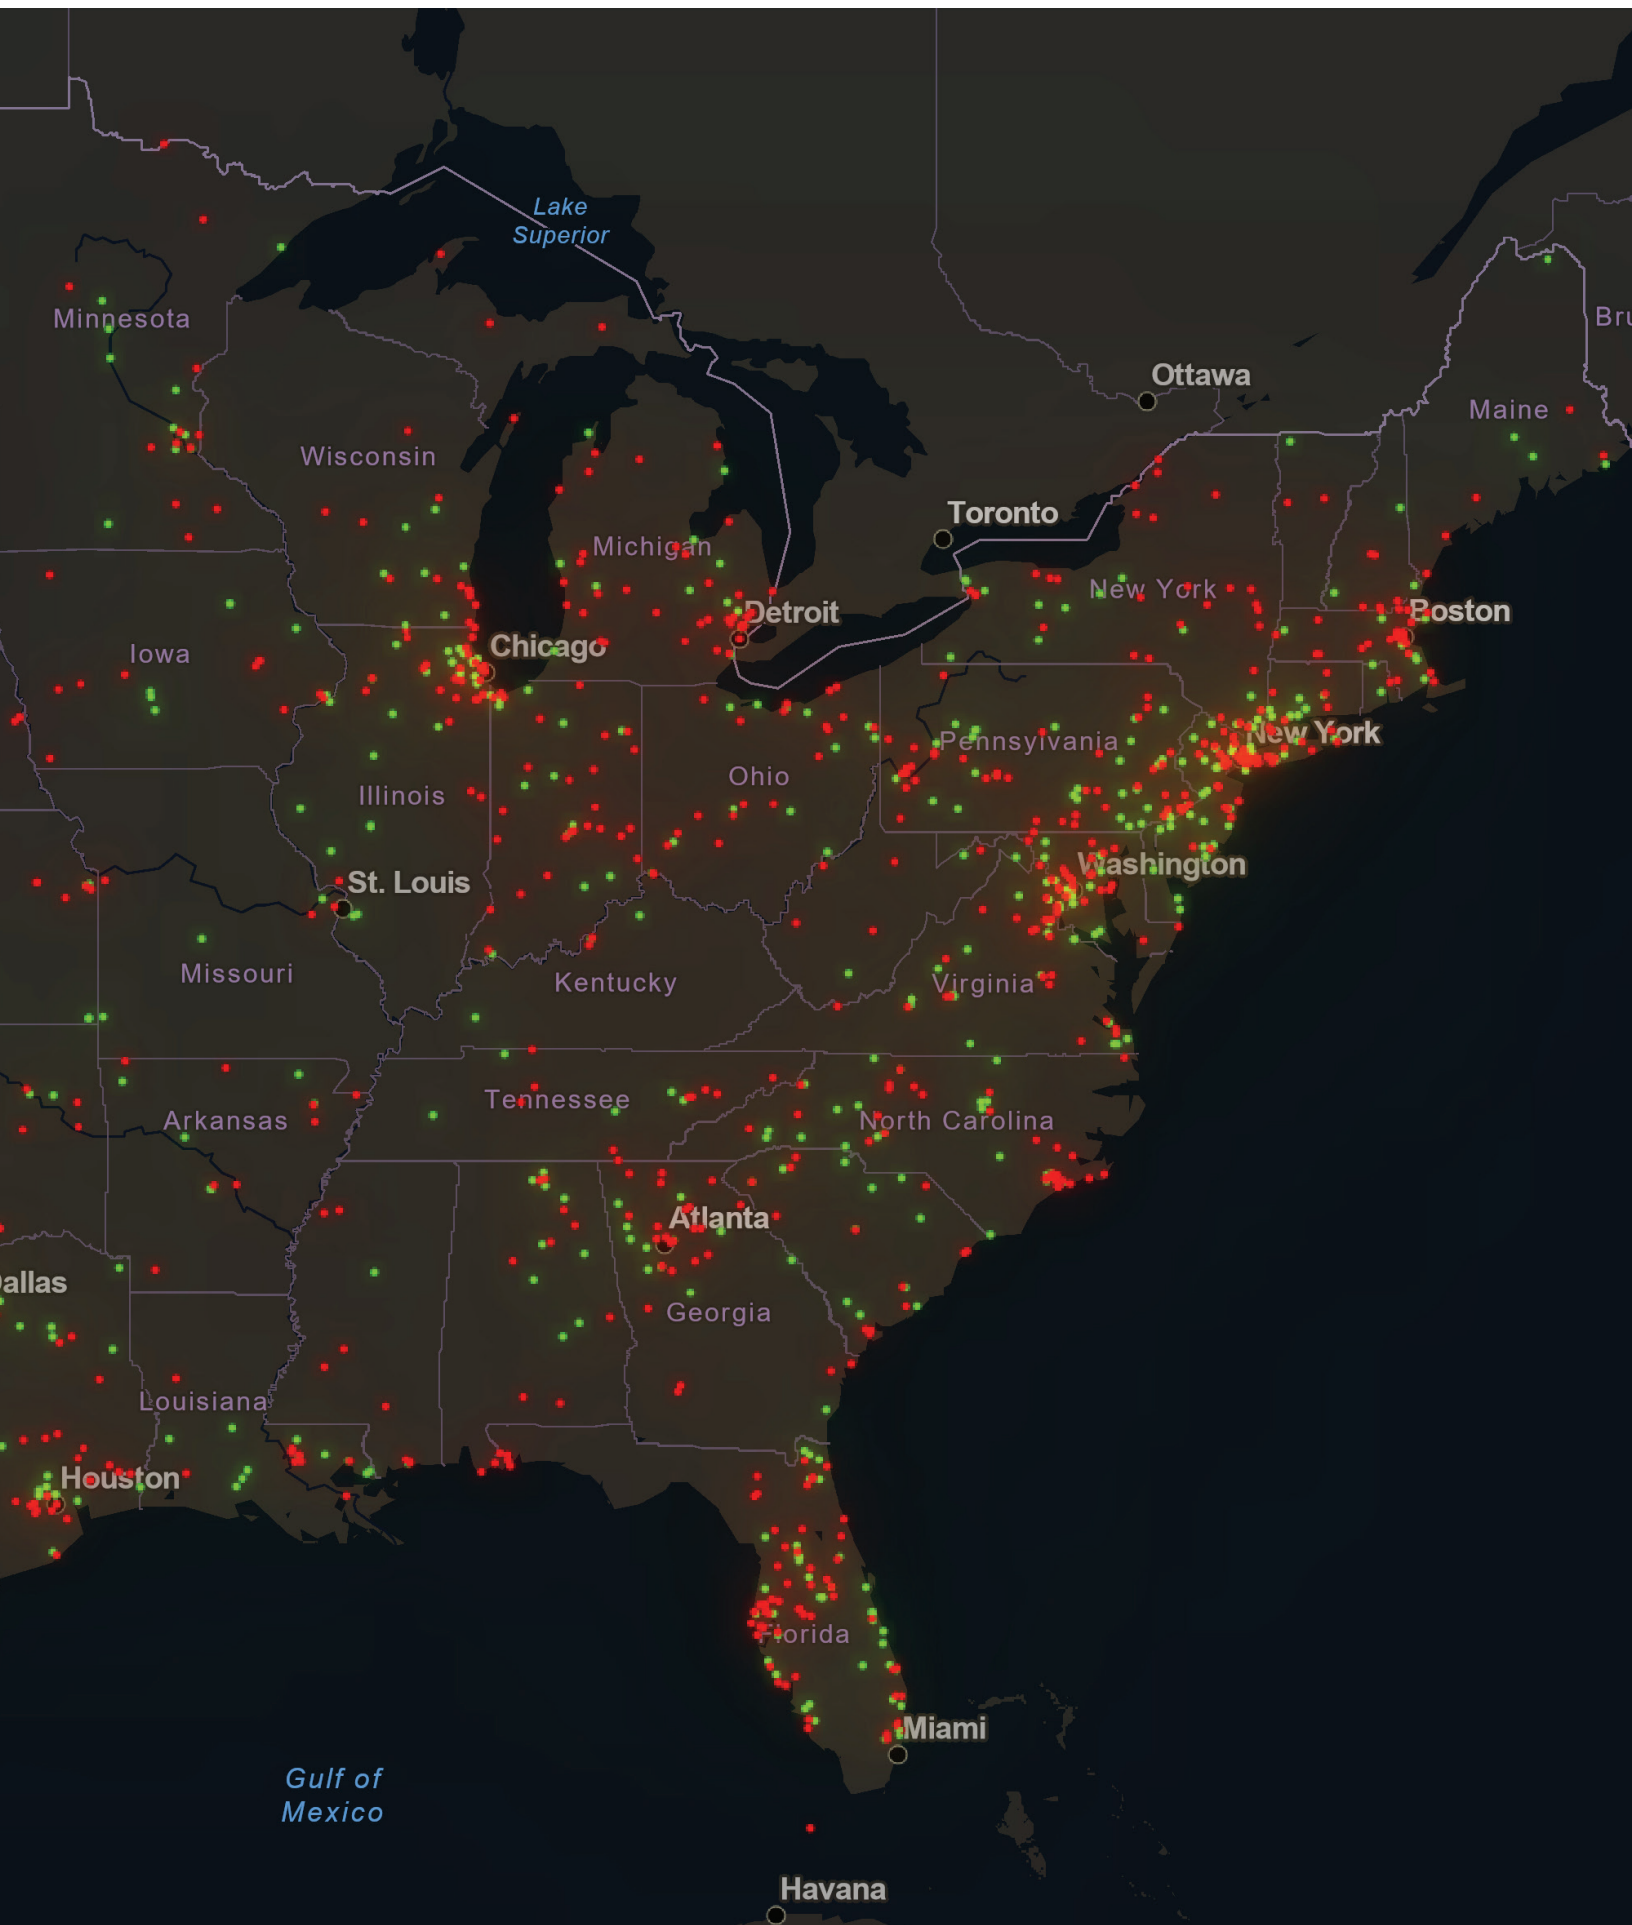 Lake
Superior
Minnesota
Bru
Ottawa
Maine
Wisconsin
Toronto
Michigan
New York
Detroit
Boston
Chicago
Iowa
New York
Pennsylvania
Ohio
Illinois
Washington
St. Louis
Missouri
Kentucky
Virginia
Tennessee
Arkansas
North Carolina
Atlanta
allas
Georgia
Louisiana
Houston
Florida
Miami
Gulf of
Mexico
Havana